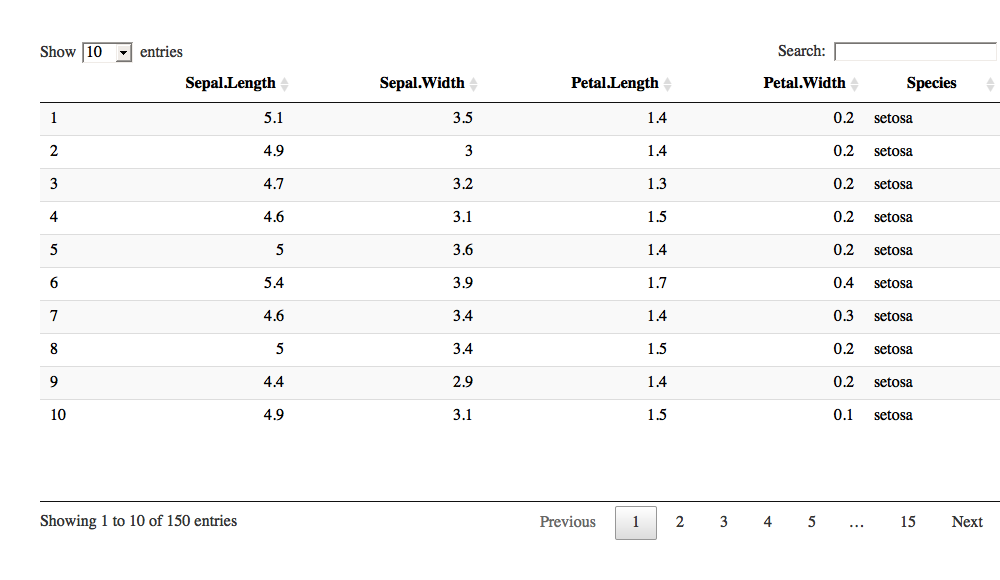 Show 10 entries Search:
Sepal.Length Sepal.Width Petal.Length Petal.Width Species
1 5.1 3.5 1.4 0.2 setosa
2 4.9 3 1.4 0.2 setosa
3 4.7 3.2 1.3 0.2 setosa
4 4.6 3.1 1.5 0.2 setosa
5 5 3.6 1.4 0.2 setosa
6 5.4 3.9 1.7 0.4 setosa
7 4.6 3.4 1.4 0.3 setosa
8 5 3.4 1.5 0.2 setosa
9 4.4 2.9 1.4 0.2 setosa
10 4.9 3.1 1.5 0.1 setosa
Showing 1 to 10 of 150 entries Previous 1 2 3 4 5 … 15 Next